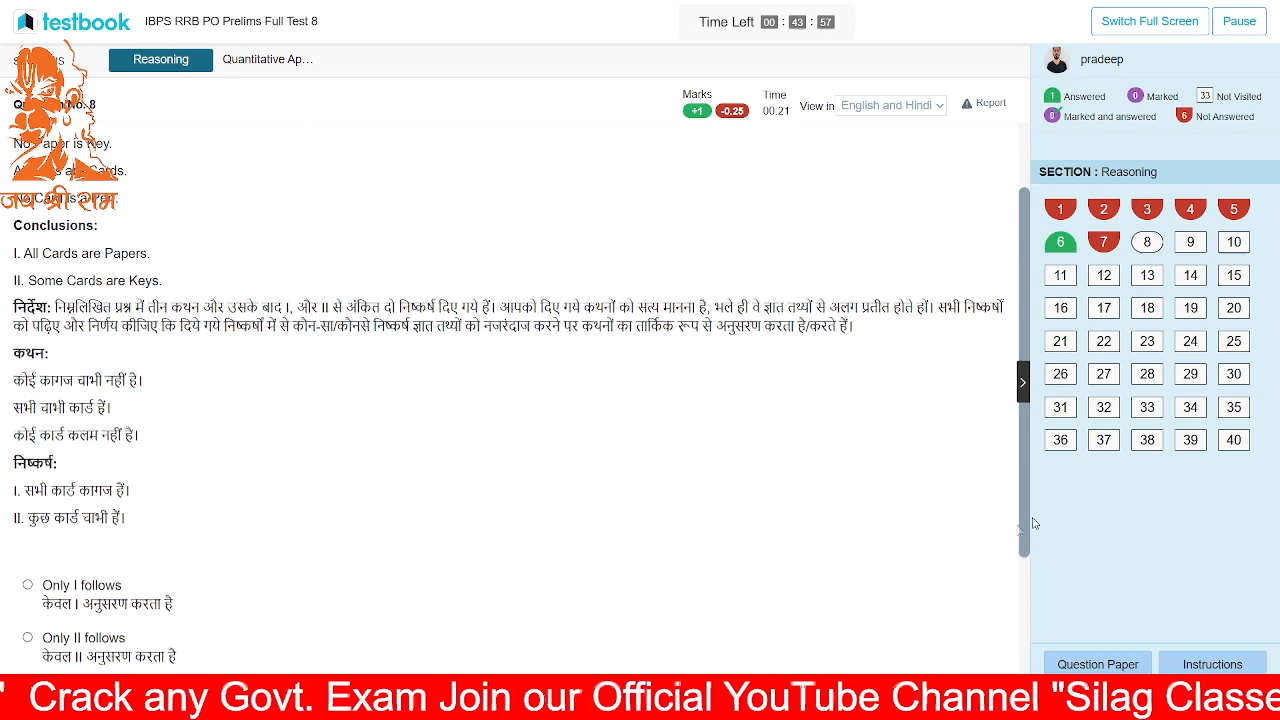 testbook IBPS RRB PO Prelims Full Test 8 Time Left 00 : 43 : 57 Switch Full Screen Pause
Reasoning Quantitative Ap... pradeep
No. 8 Marks Time
+1 -0.25 00:21 View in English and Hindi Report
1 Answered 0 Marked 33 Not Visited
0 Marked and answered 6 Not Answered
No Paper is Key.
Cards.
SECTION : Reasoning
जय श्री राम
Conclusions:
I. All Cards are Papers.
II. Some Cards are Keys.
निर्देश: निम्नलिखित प्रश्न में तीन कथन और उसके बाद I, और II से अंकित दो निष्कर्ष दिए गये हैं। आपको दिए गये कथनों को सत्य मानना है, भले ही वे ज्ञात तथ्यों से अलग प्रतीत होते हों। सभी निष्कर्षों
को पढ़िए और निर्णय कीजिए कि दिये गये निष्कर्षों में से कौन-सा/कौनसे निष्कर्ष ज्ञात तथ्यों को नजरंदाज करने पर कथनों का तार्किक रूप से अनुसरण करता है/करते हैं।
कथन:
कोई कागज चाभी नहीं है।
सभी चाभी कार्ड हैं।
कोई कार्ड कलम नहीं है।
निष्कर्ष:
I. सभी कार्ड कागज हैं।
II. कुछ कार्ड चाभी हैं।
Only I follows
केवल I अनुसरण करता है
Only II follows
केवल II अनुसरण करता है
1 2 3 4 5
6 7 8 9 10
11 12 13 14 15
16 17 18 19 20
21 22 23 24 25
26 27 28 29 30
31 32 33 34 35
36 37 38 39 40
Question Paper Instructions
Crack any Govt. Exam Join our Official YouTube Channel "Silag Classe